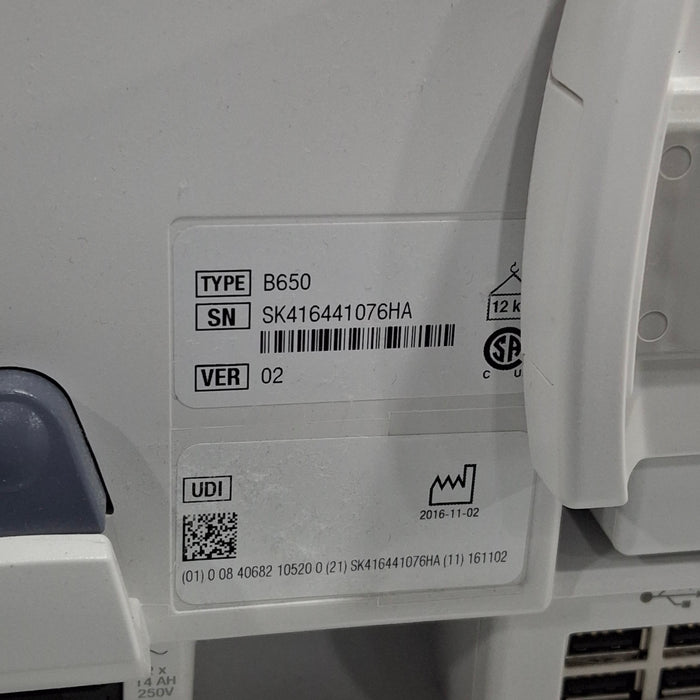 TYPE B650
SN SK416441076HA
12 k
SA
C U
VER 02
UDI
2016-11-02
(01) 0 08 40682 10520 0 (21) SK416441076HA (11) 161102
x
14 AH
250V